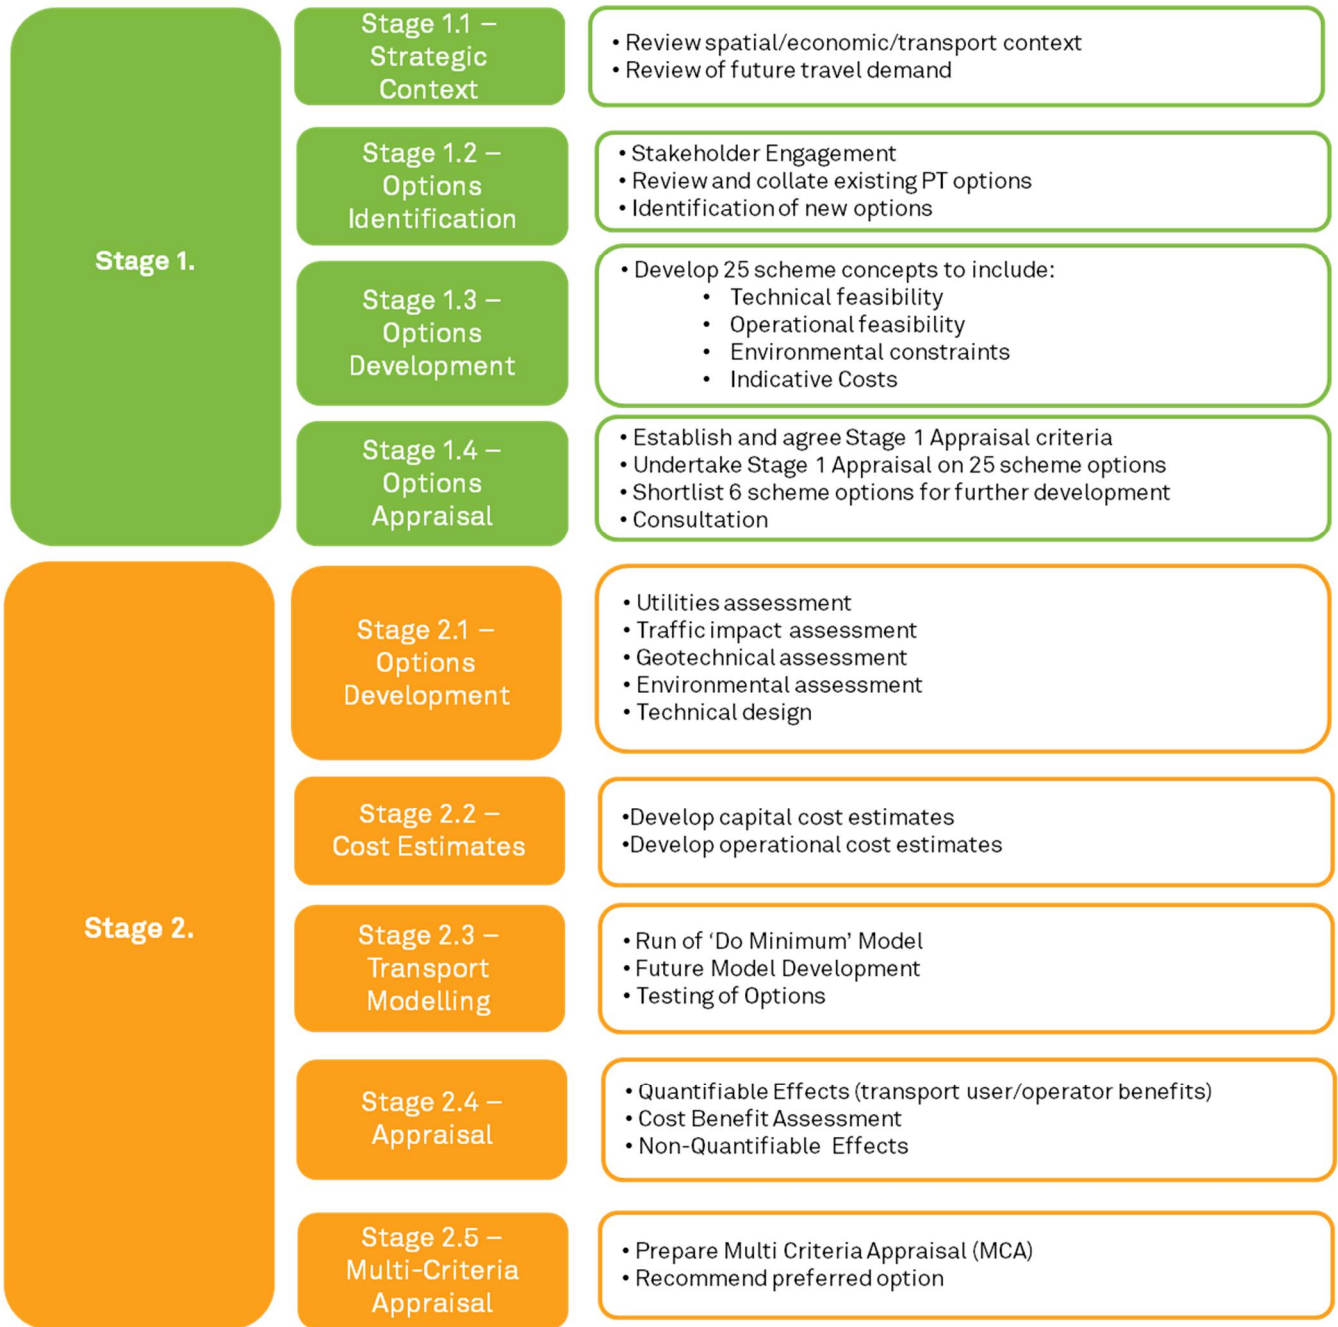 Stage 1.
Stage 1.1 –
Strategic
Context
• Review spatial/economic/transport context
• Review of future travel demand
Stage 1.2 –
Options
Identification
• Stakeholder Engagement
• Review and collate existing PT options
• Identification of new options
Stage 1.3 –
Options
Development
• Develop 25 scheme concepts to include:
• Technical feasibility
• Operational feasibility
• Environmental constraints
• Indicative Costs
Stage 1.4 –
Options
Appraisal
• Establish and agree Stage 1 Appraisal criteria
• Undertake Stage 1 Appraisal on 25 scheme options
• Shortlist 6 scheme options for further development
• Consultation
Stage 2.
Stage 2.1 –
Options
Development
• Utilities assessment
• Traffic impact assessment
• Geotechnical assessment
• Environmental assessment
• Technical design
Stage 2.2 –
Cost Estimates
•Develop capital cost estimates
•Develop operational cost estimates
Stage 2.3 –
Transport
Modelling
• Run of ‘Do Minimum’ Model
• Future Model Development
• Testing of Options
Stage 2.4 –
Appraisal
• Quantifiable Effects (transport user/operator benefits)
• Cost Benefit Assessment
• Non-Quantifiable Effects
Stage 2.5 –
Multi-Criteria
Appraisal
• Prepare Multi Criteria Appraisal (MCA)
• Recommend preferred option